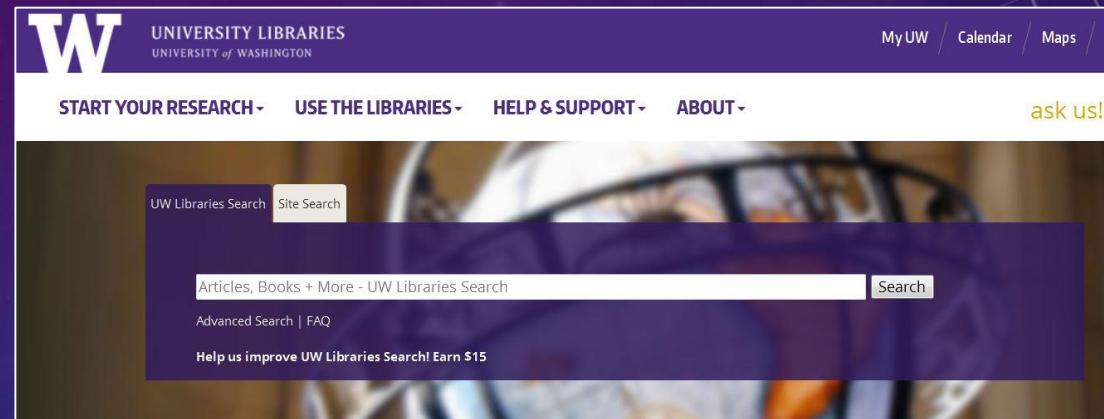 W
UNIVERSITY LIBRARIES
UNIVERSITY of WASHINGTON
My UW / Calendar / Maps /
START YOUR RESEARCH
USE THE LIBRARIES
HELP & SUPPORT
ABOUT
ask us!
UW Libraries Search
Site Search
Articles, Books + More - UW Libraries Search
Search
Advanced Search | FAQ
Help us improve UW Libraries Search! Earn $15